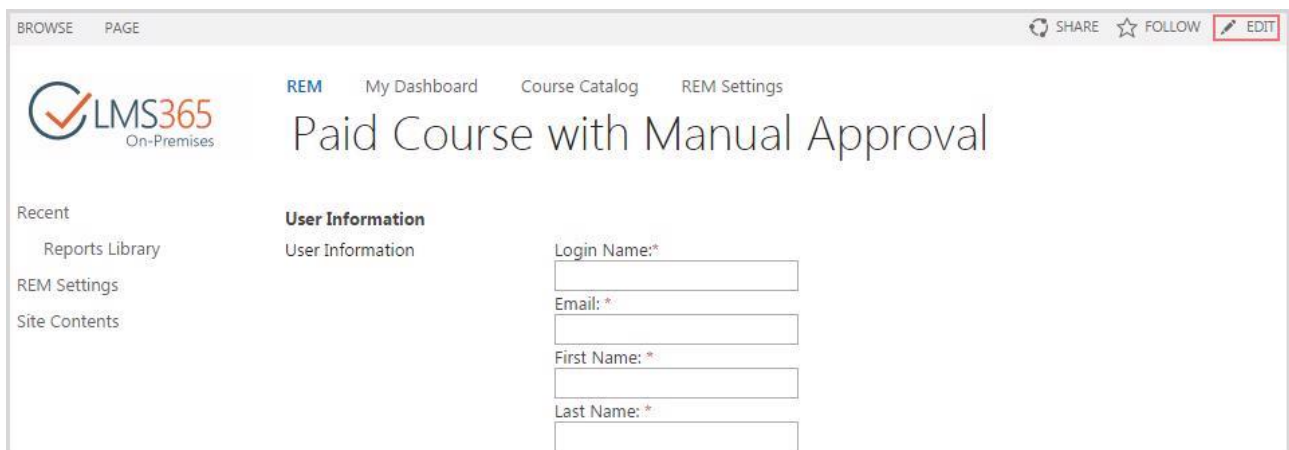 BROWSE PAGE SHARE FOLLOW EDIT
REM My Dashboard Course Catalog REM Settings
LMS365
On-Premises
Paid Course with Manual Approval
Recent
Reports Library
REM Settings
Site Contents
User Information
User Information
Login Name:*
Email: *
First Name: *
Last Name: *